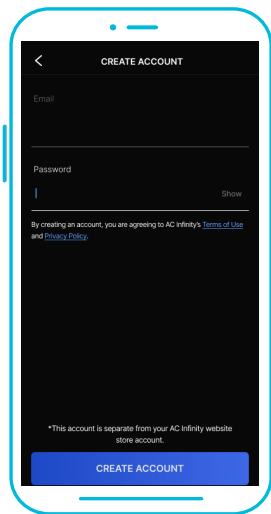 CREATE ACCOUNT
Email
Password
Show
By creating an account, you are agreeing to AC Infinity's Terms of Use
and Privacy Policy.
*This account is separate from your AC Infinity website
store account.
CREATE ACCOUNT